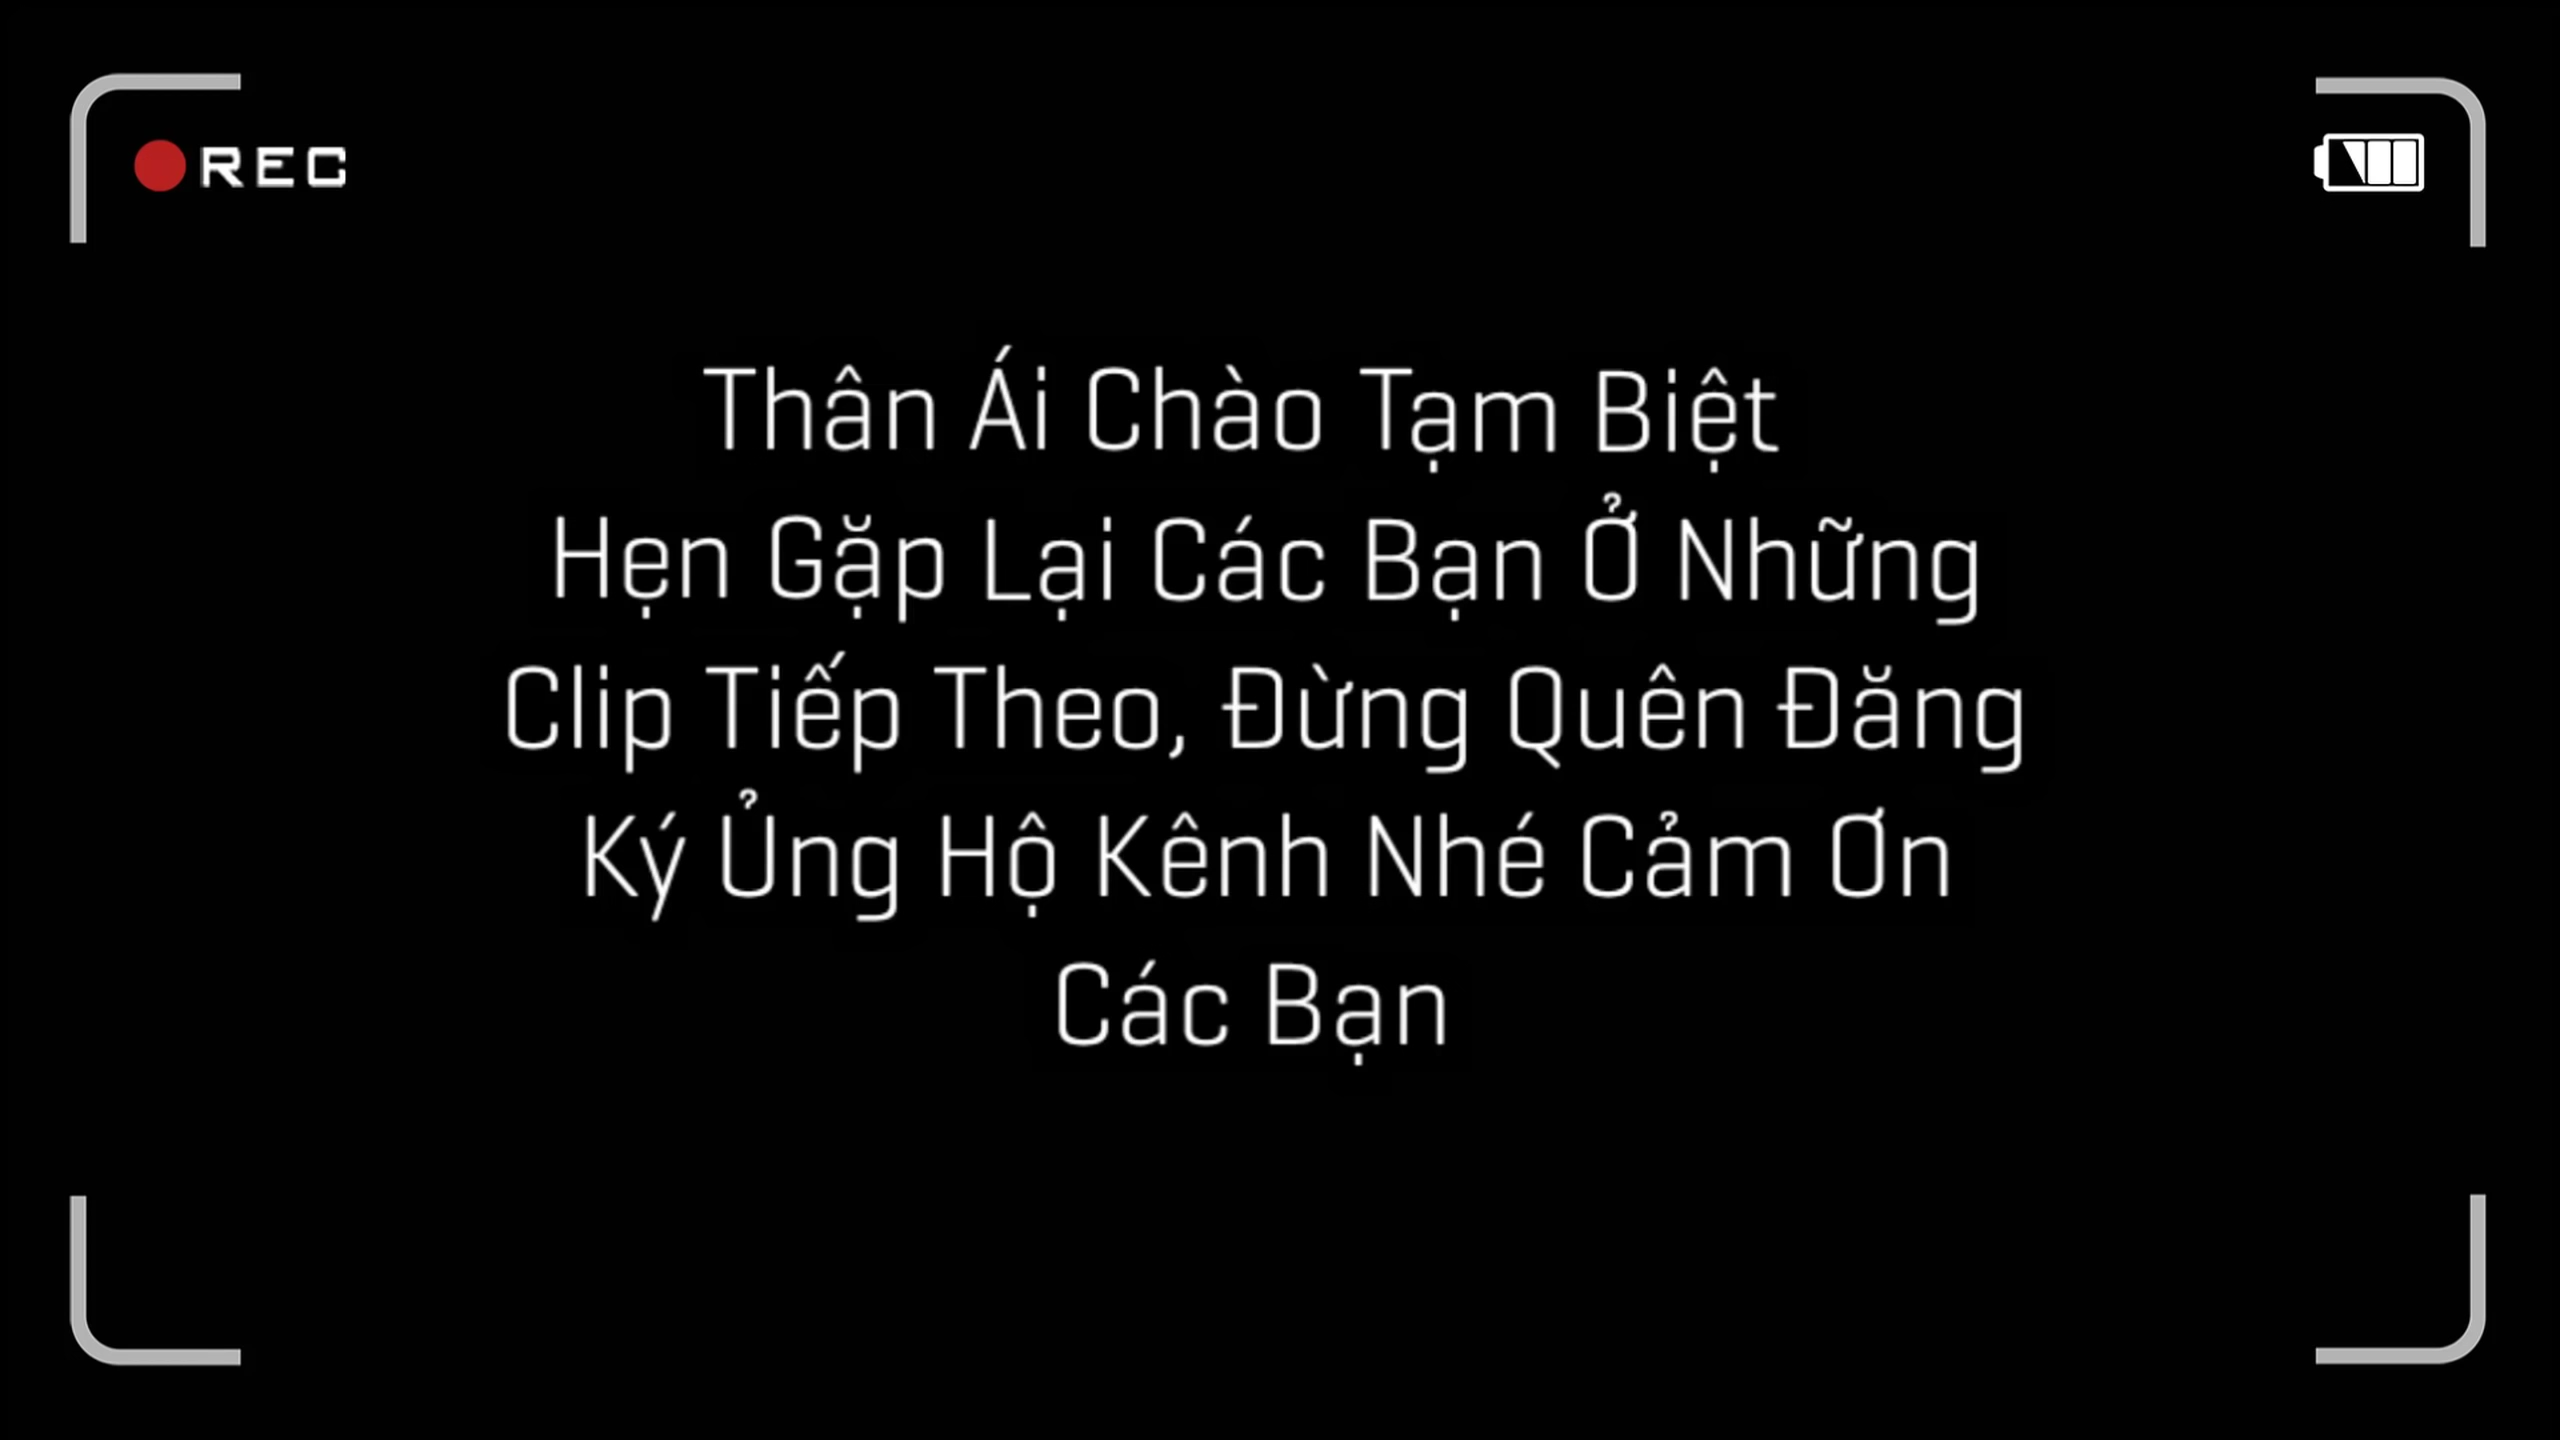 REC
Thân Ái Chào Tạm Biệt
Hẹn Gặp Lại Các Bạn Ở Những
Clip Tiếp Theo, Đừng Quên Đăng
Ký Ủng Hộ Kênh Nhé Cảm Ơn
Các Bạn